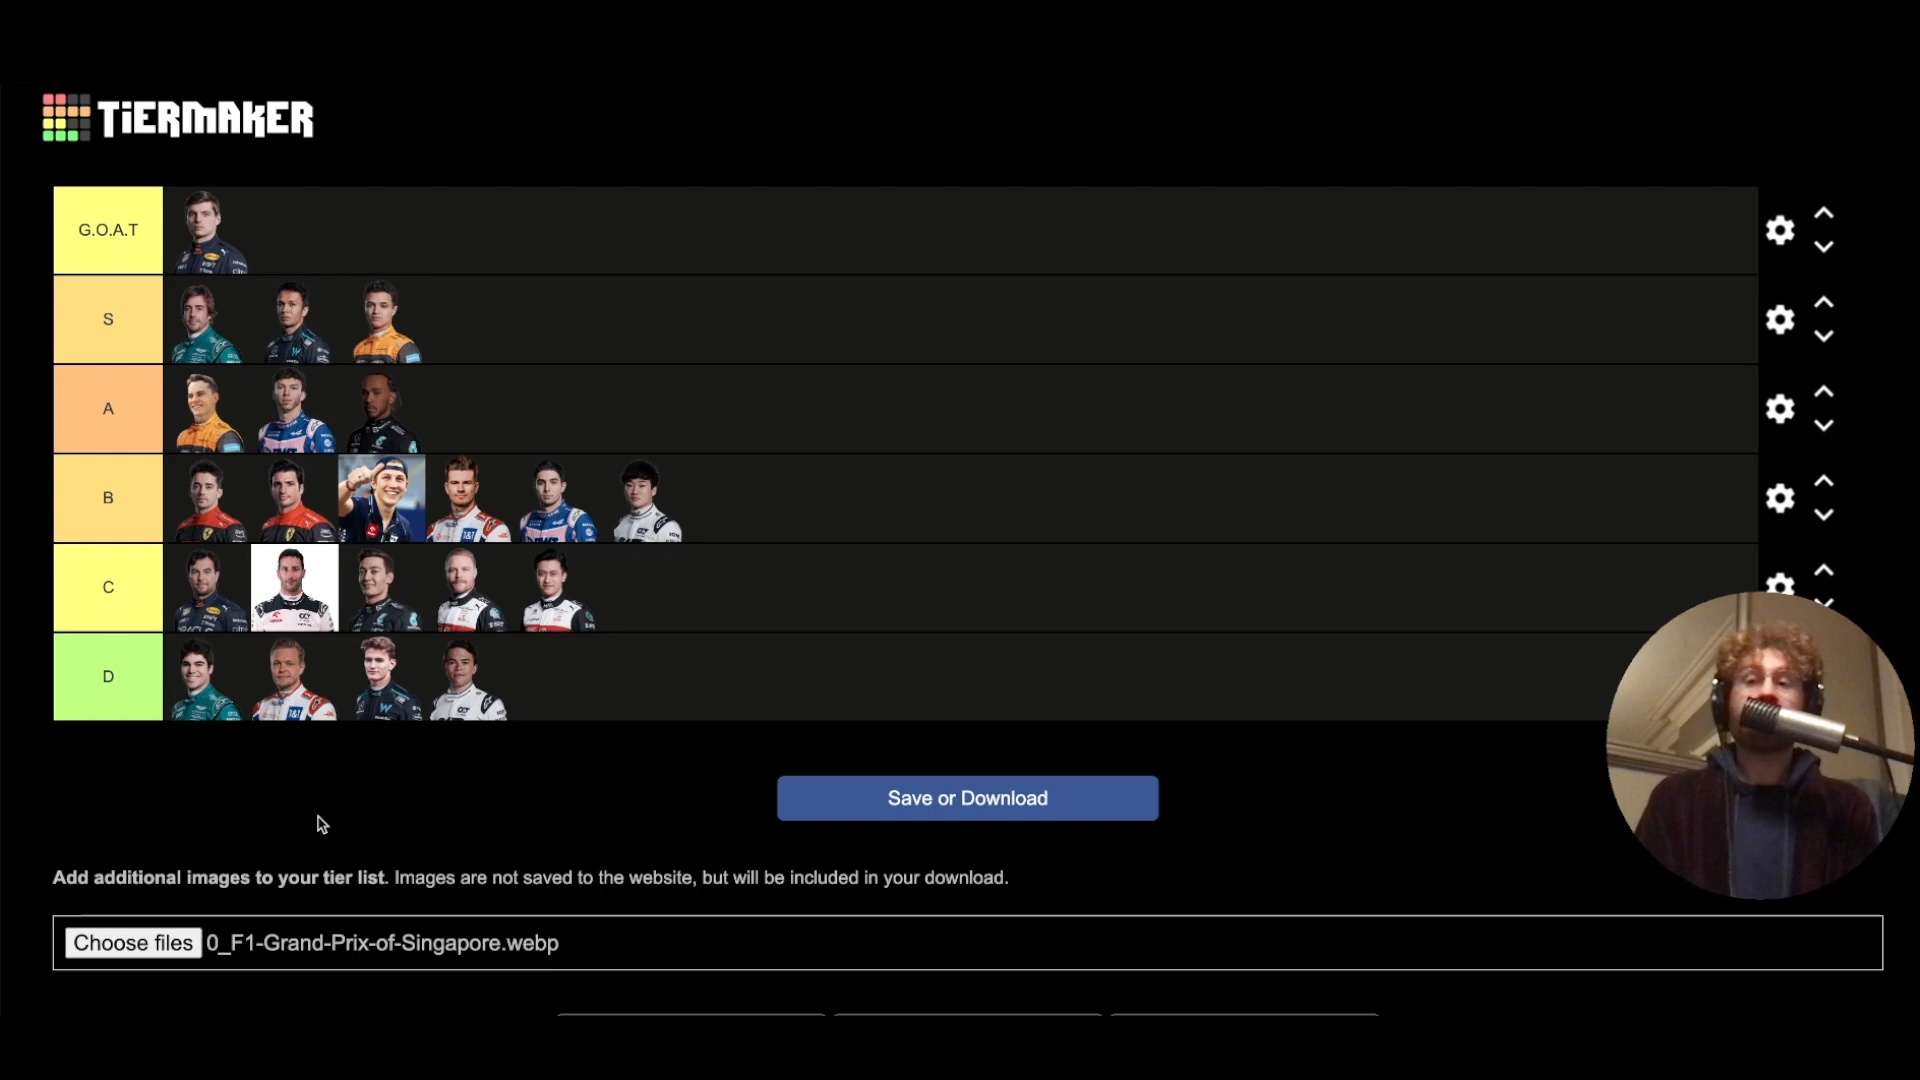 TiERMAKER
G.O.A.T
S
A
B
C
D
Save or Download
Add additional images to your tier list. Images are not saved to the website, but will be included in your download.
Choose files 0_F1-Grand-Prix-of-Singapore.webp